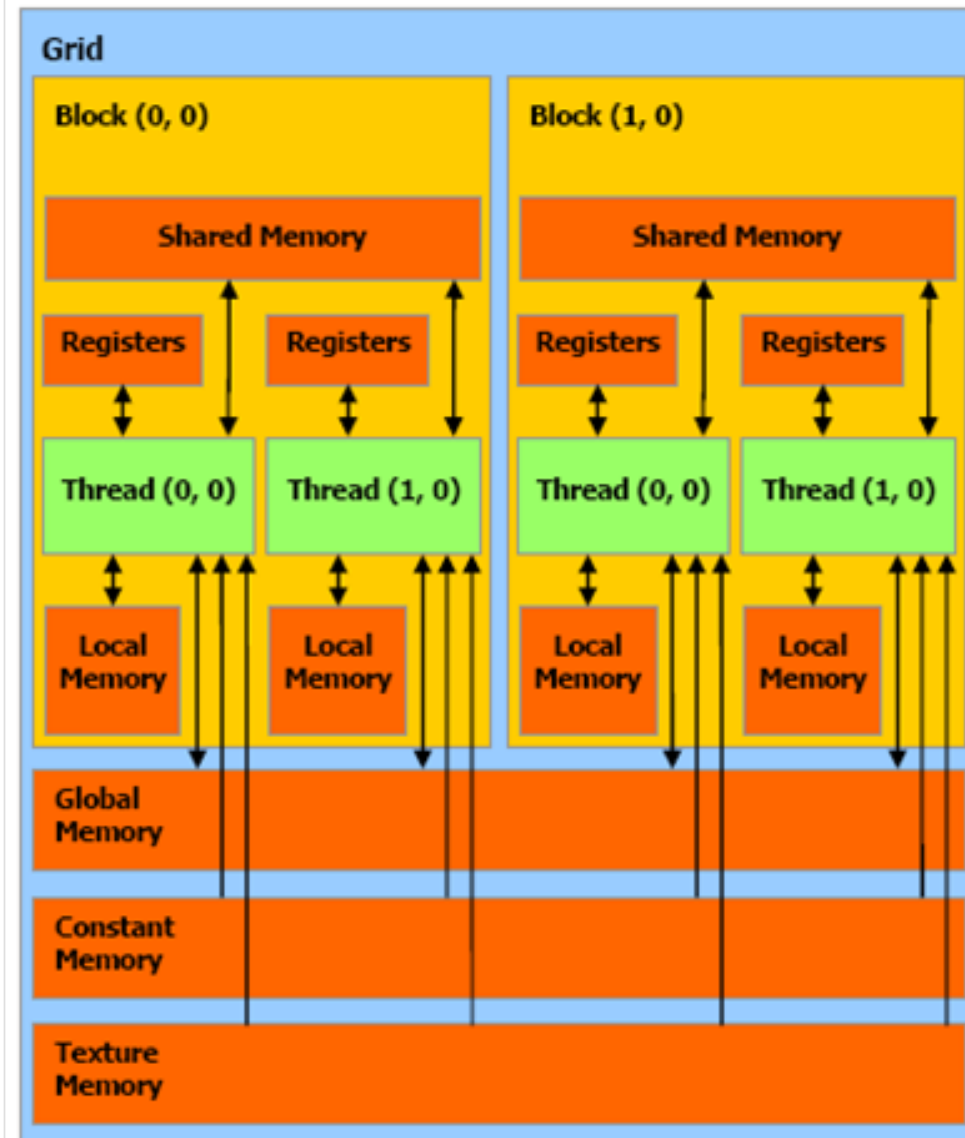 Grid
Block (0, 0)
Block (1, 0)
Shared Memory
Shared Memory
Registers
Registers
Registers
Registers
Thread (0, 0)
Thread (1, 0)
Thread (0, 0)
Thread (1, 0)
Local
Memory
Local
Memory
Local
Memory
Local
Memory
Global
Memory
Constant
Memory
Texture
Memory